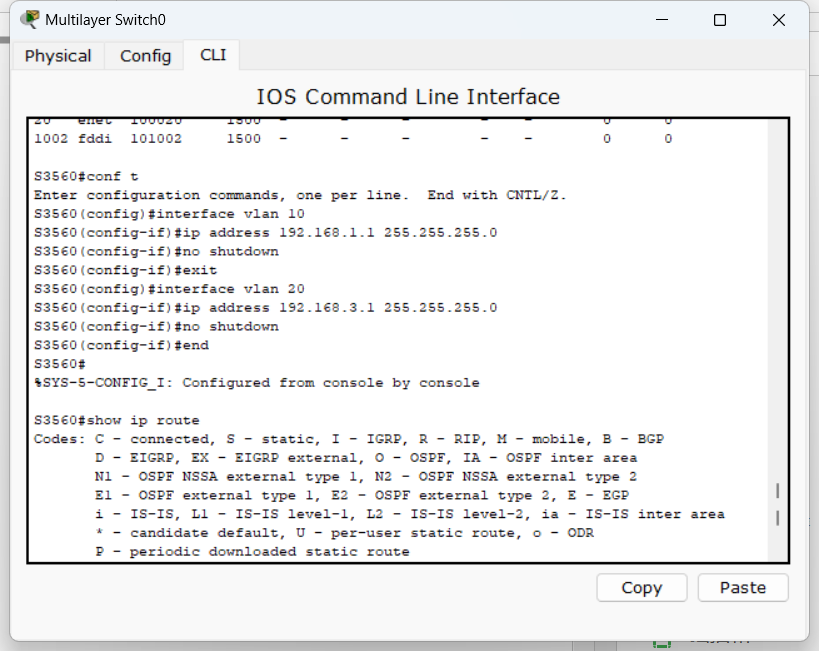 Multilayer Switch0
Physical Config CLI
IOS Command Line Interface
20 enet 100020 1500 - - - - - 0 0
1002 fddi 101002 1500 - - - - - 0 0
S3560#conf t
Enter configuration commands, one per line. End with CNTL/Z.
S3560(config)#interface vlan 10
S3560(config-if)#ip address 192.168.1.1 255.255.255.0
S3560(config-if)#no shutdown
S3560(config-if)#exit
S3560(config)#interface vlan 20
S3560(config-if)#ip address 192.168.3.1 255.255.255.0
S3560(config-if)#no shutdown
S3560(config-if)#end
S3560#
%SYS-5-CONFIG_I: Configured from console by console
S3560#show ip route
Codes: C - connected, S - static, I - IGRP, R - RIP, M - mobile, B - BGP
D - EIGRP, EX - EIGRP external, O - OSPF, IA - OSPF inter area
N1 - OSPF NSSA external type 1, N2 - OSPF NSSA external type 2
E1 - OSPF external type 1, E2 - OSPF external type 2, E - EGP
i - IS-IS, L1 - IS-IS level-1, L2 - IS-IS level-2, ia - IS-IS inter area
* - candidate default, U - per-user static route, o - ODR
P - periodic downloaded static route
Copy Paste